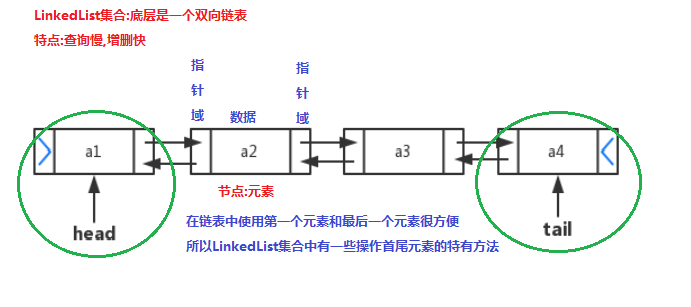 LinkedList集合:底层是一个双向链表
特点:查询慢,增删快
指针域
指针域
数据
a1
a2
a3
a4
节点:元素
head
tail
在链表中使用第一个元素和最后一个元素很方便
所以LinkedList集合中有一些操作首尾元素的特有方法